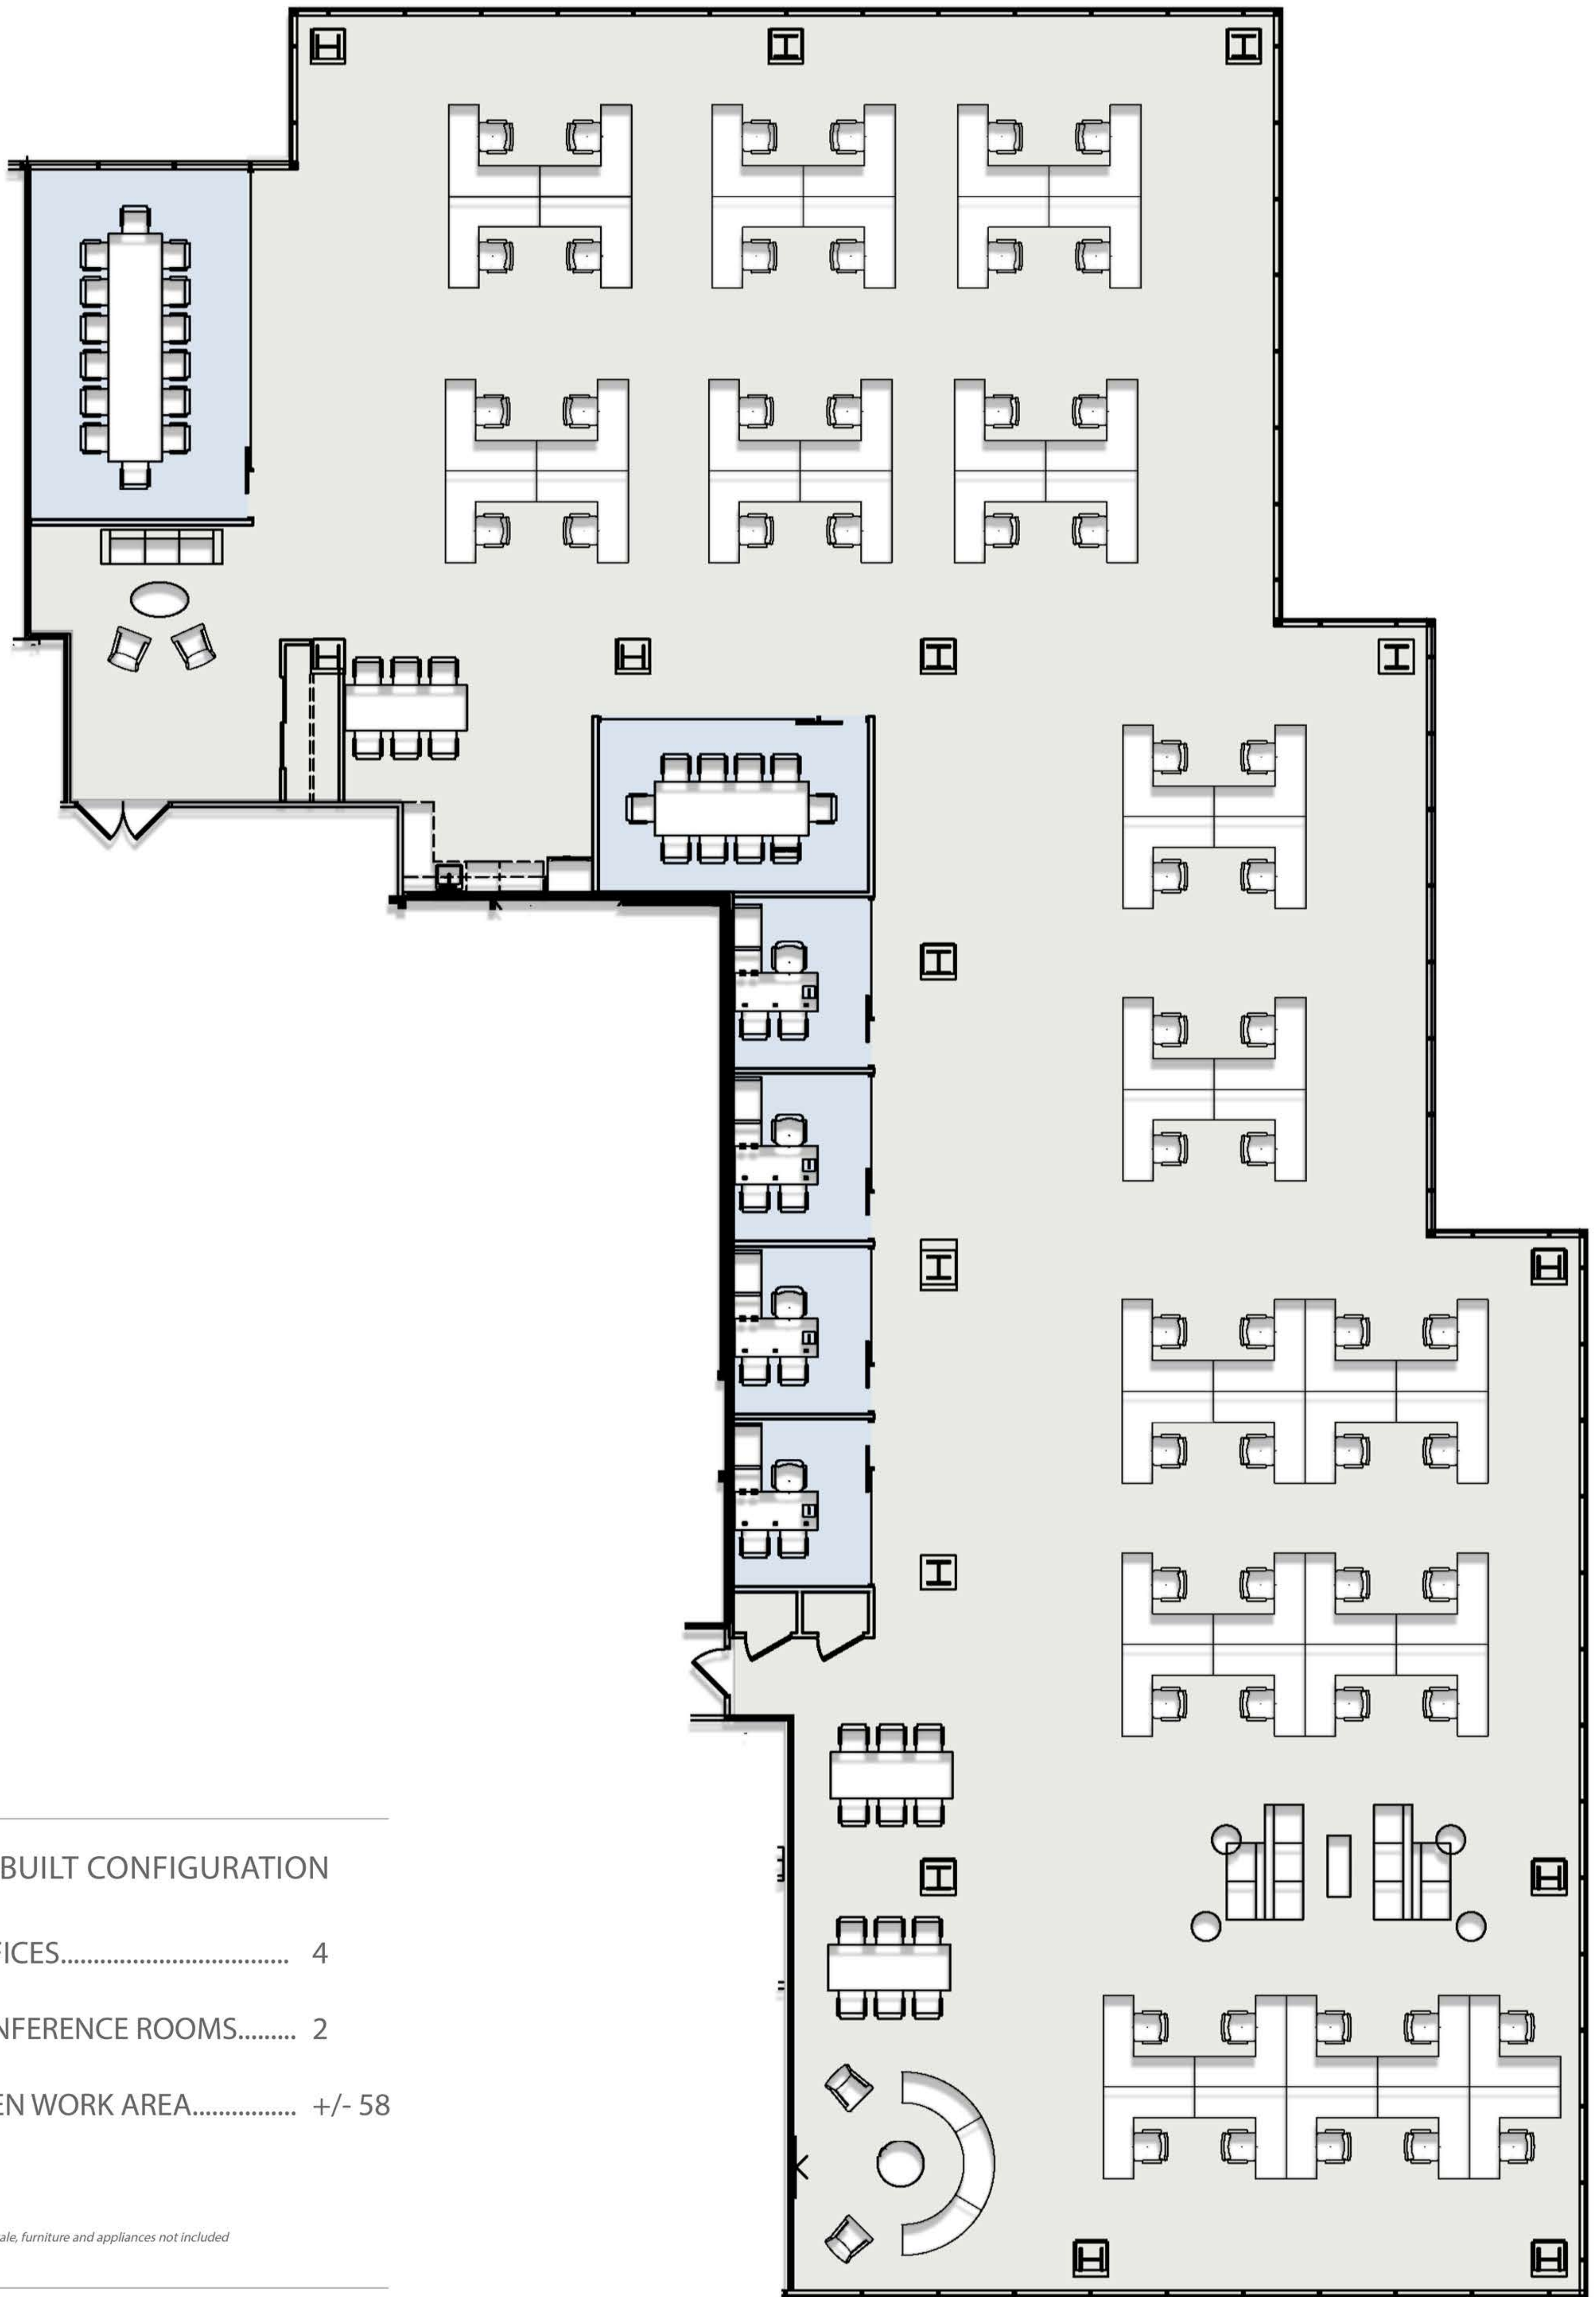 BUILT CONFIGURATION
FICES................................... 4
NFERENCE ROOMS......... 2
EN WORK AREA................ +/- 58
ale, furniture and appliances not included